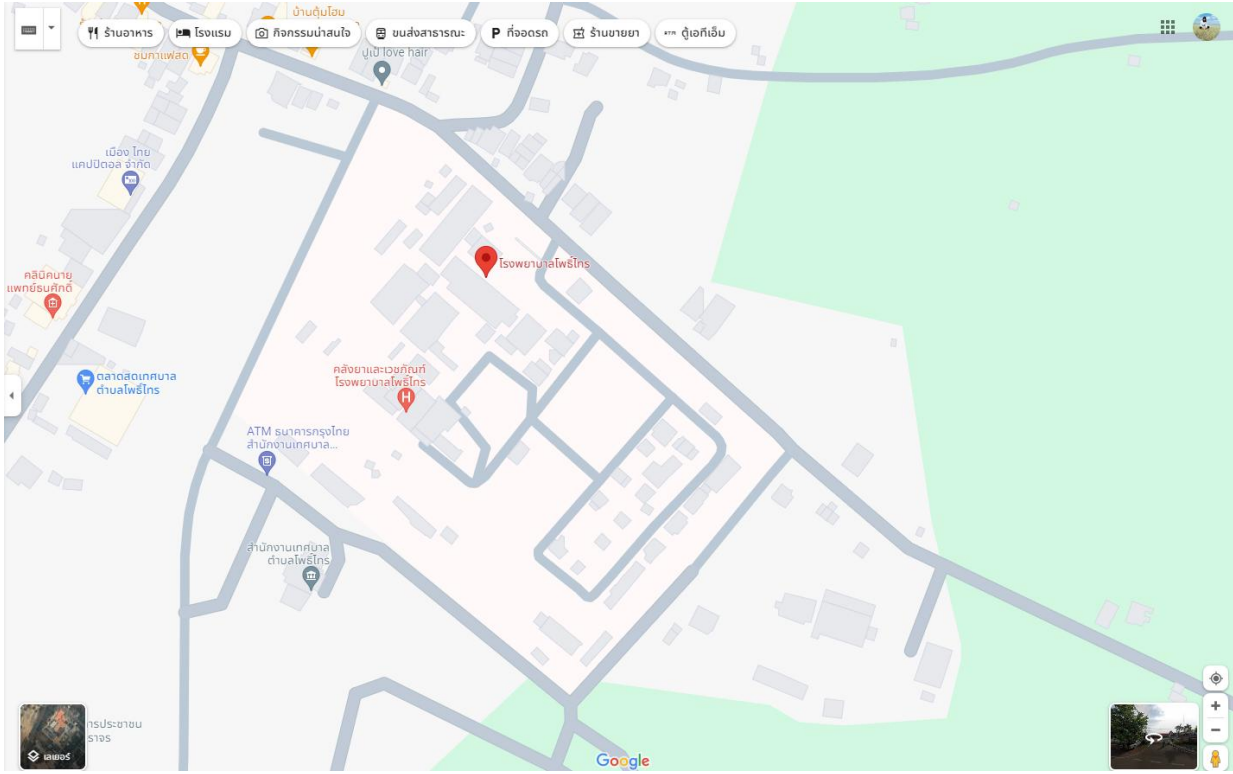 บ้านตุ้มโฮม
ร้านอาหาร
โรงแรม
กิจกรรมน่าสนใจ
ขนส่งสาธารณะ
P ที่จอดรถ
ร้านขายยา
ATM ตู้เอทีเอ็ม
ชมกาแฟสด
ปูเป้ love hair
เมือง ไทย
แคปปิตอล จำกัด
โรงพยาบาลโพธิ์ไทร
คลินิคนาย
แพทย์ธนศักดิ์
คลังยาและเวชภัณฑ์
โรงพยาบาลโพธิ์ไทร
H
ตลาดสดเทศบาล
ตำบลโพธิ์ไทร
ATM ธนาคารกรุงไทย
สำนักงานเทศบาล...
สำนักงานเทศบาล
ตำบลโพธิ์ไทร
ารประชาชน
ราจร
เลเยอร์
Google